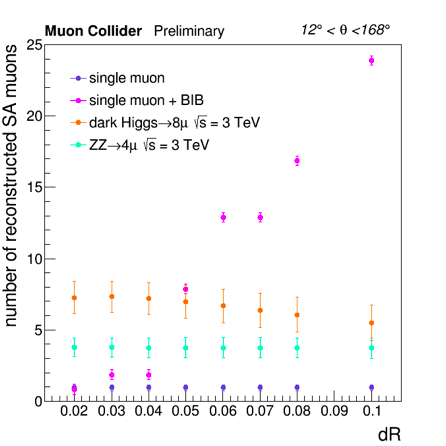 Muon Collider Preliminary 12° < θ <168°
number of reconstructed SA muons
25
20
15
10
5
0
single muon
single muon + BIB
dark Higgs→8μ √s = 3 TeV
ZZ→4μ √s = 3 TeV
0.02 0.03 0.04 0.05 0.06 0.07 0.08 0.09 0.1
dR